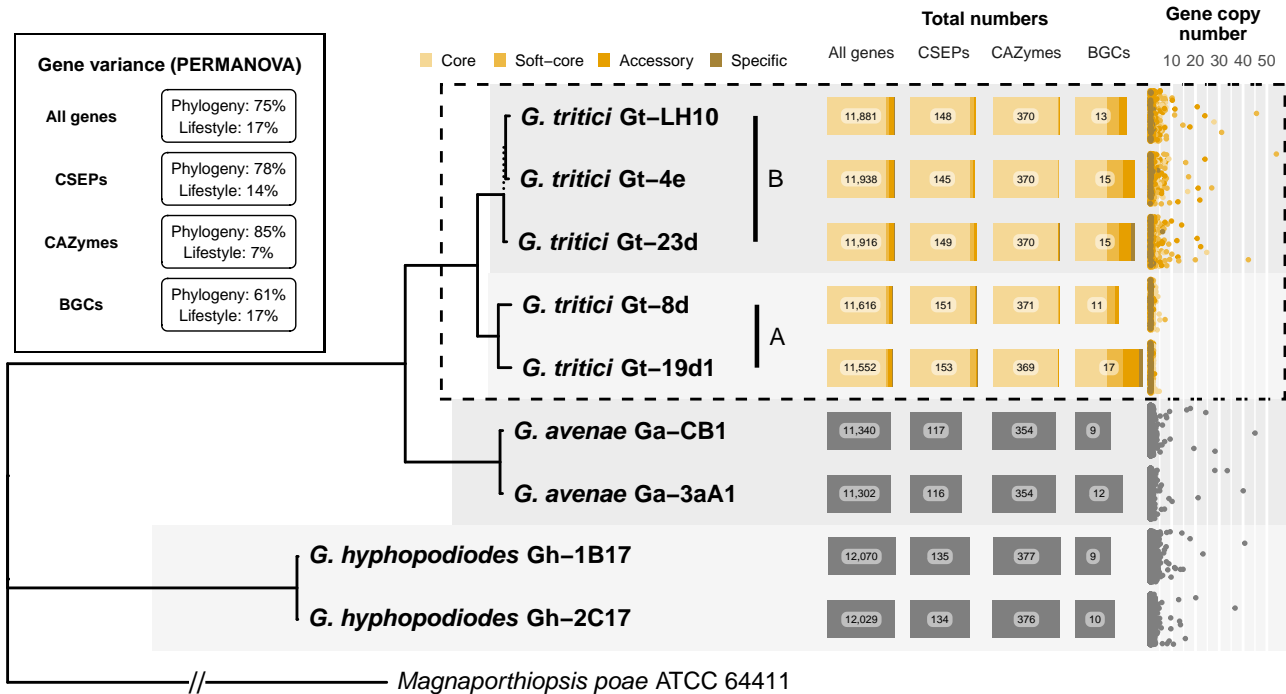 Gene variance (PERMANOVA)
All genes
Phylogeny: 75%
Lifestyle: 17%
CSEPs
Phylogeny: 78%
Lifestyle: 14%
CAZymes
Phylogeny: 85%
Lifestyle: 7%
BGCs
Phylogeny: 61%
Lifestyle: 17%
Core Soft−core Accessory Specific
Total numbers
All genes CSEPs CAZymes BGCs
Gene copy
number
10 20 30 40 50
G. tritici Gt−LH10 11,881 148 370 13
G. tritici Gt−4e 11,938 145 370 15
B
G. tritici Gt−23d 11,916 149 370 15
G. tritici Gt−8d 11,616 151 371 11
A
G. tritici Gt−19d1 11,552 153 369 17
G. avenae Ga−CB1 11,340 117 354 9
G. avenae Ga−3aA1 11,302 116 354 12
G. hyphopodiodes Gh−1B17 12,070 135 377 9
G. hyphopodiodes Gh−2C17 12,029 134 376 10
// Magnaporthiopsis poae ATCC 64411